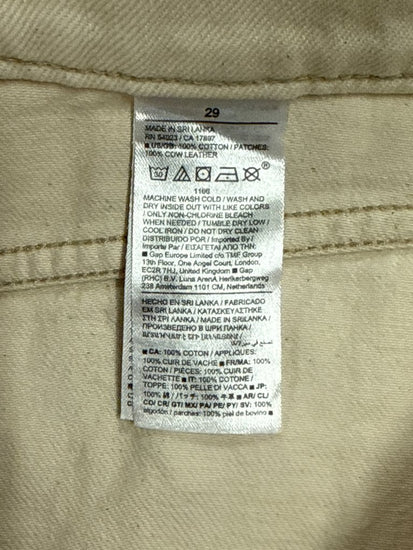 29
MADE IN SRI LANKA
RN 54023 / CA 17897
■ US/GB: 100% COTTON / PATCHES:
100% COW LEATHER
30
1106
MACHINE WASH COLD / WASH AND
DRY INSIDE OUT WITH LIKE COLORS
/ ONLY NON-CHLORINE BLEACH
WHEN NEEDED / TUMBLE DRY LOW /
COOL IRON / DO NOT DRY CLEAN
DISTRIBUIDOR POR / Imported By /
Importe Par / ΕΙΣΑΓΕΤΑΙ ΑΠΟ ΤΗΝ:
■ Gap Europe Limited c/o TMF Group
13th Floor, One Angel Court, London
EC2R 7HJ, United Kingdom ■ Gap
(RHC) B.V. Luna ArenA Herikerbergweg
238 Amsterdam 1101 CM, Netherlands
HECHO EN SRI LANKA / FABRICADO
EM SRI LANKA / ΚΑΤΑΣΚΕΥΑΣΤΗΚΕ
ΣΤΗ ΣΡΙ ΛΑΝΚΑ / MAROC SRI LANKA /
ПРОИЗВЕДЕНО В ШРИ ЛАНКА /
■ CA: 100% COTON / APPLIQUES:
100% CUIR DE VACHE ■ FR/MA: 100%
COTON / PIÈCES: 100% CUIR DE
VACHETTE ■ IT: 100% COTONE /
TOPPE: 100% PELLE DI VACCA ■ JP:
100% 綿 / パッチ: 100% 牛革 ■ AR/ CL/
CO/ CR/ GT/ MX/ PA/ PE/ PY/ SV: 100%
algodón / parches: 100% piel de bovino ■